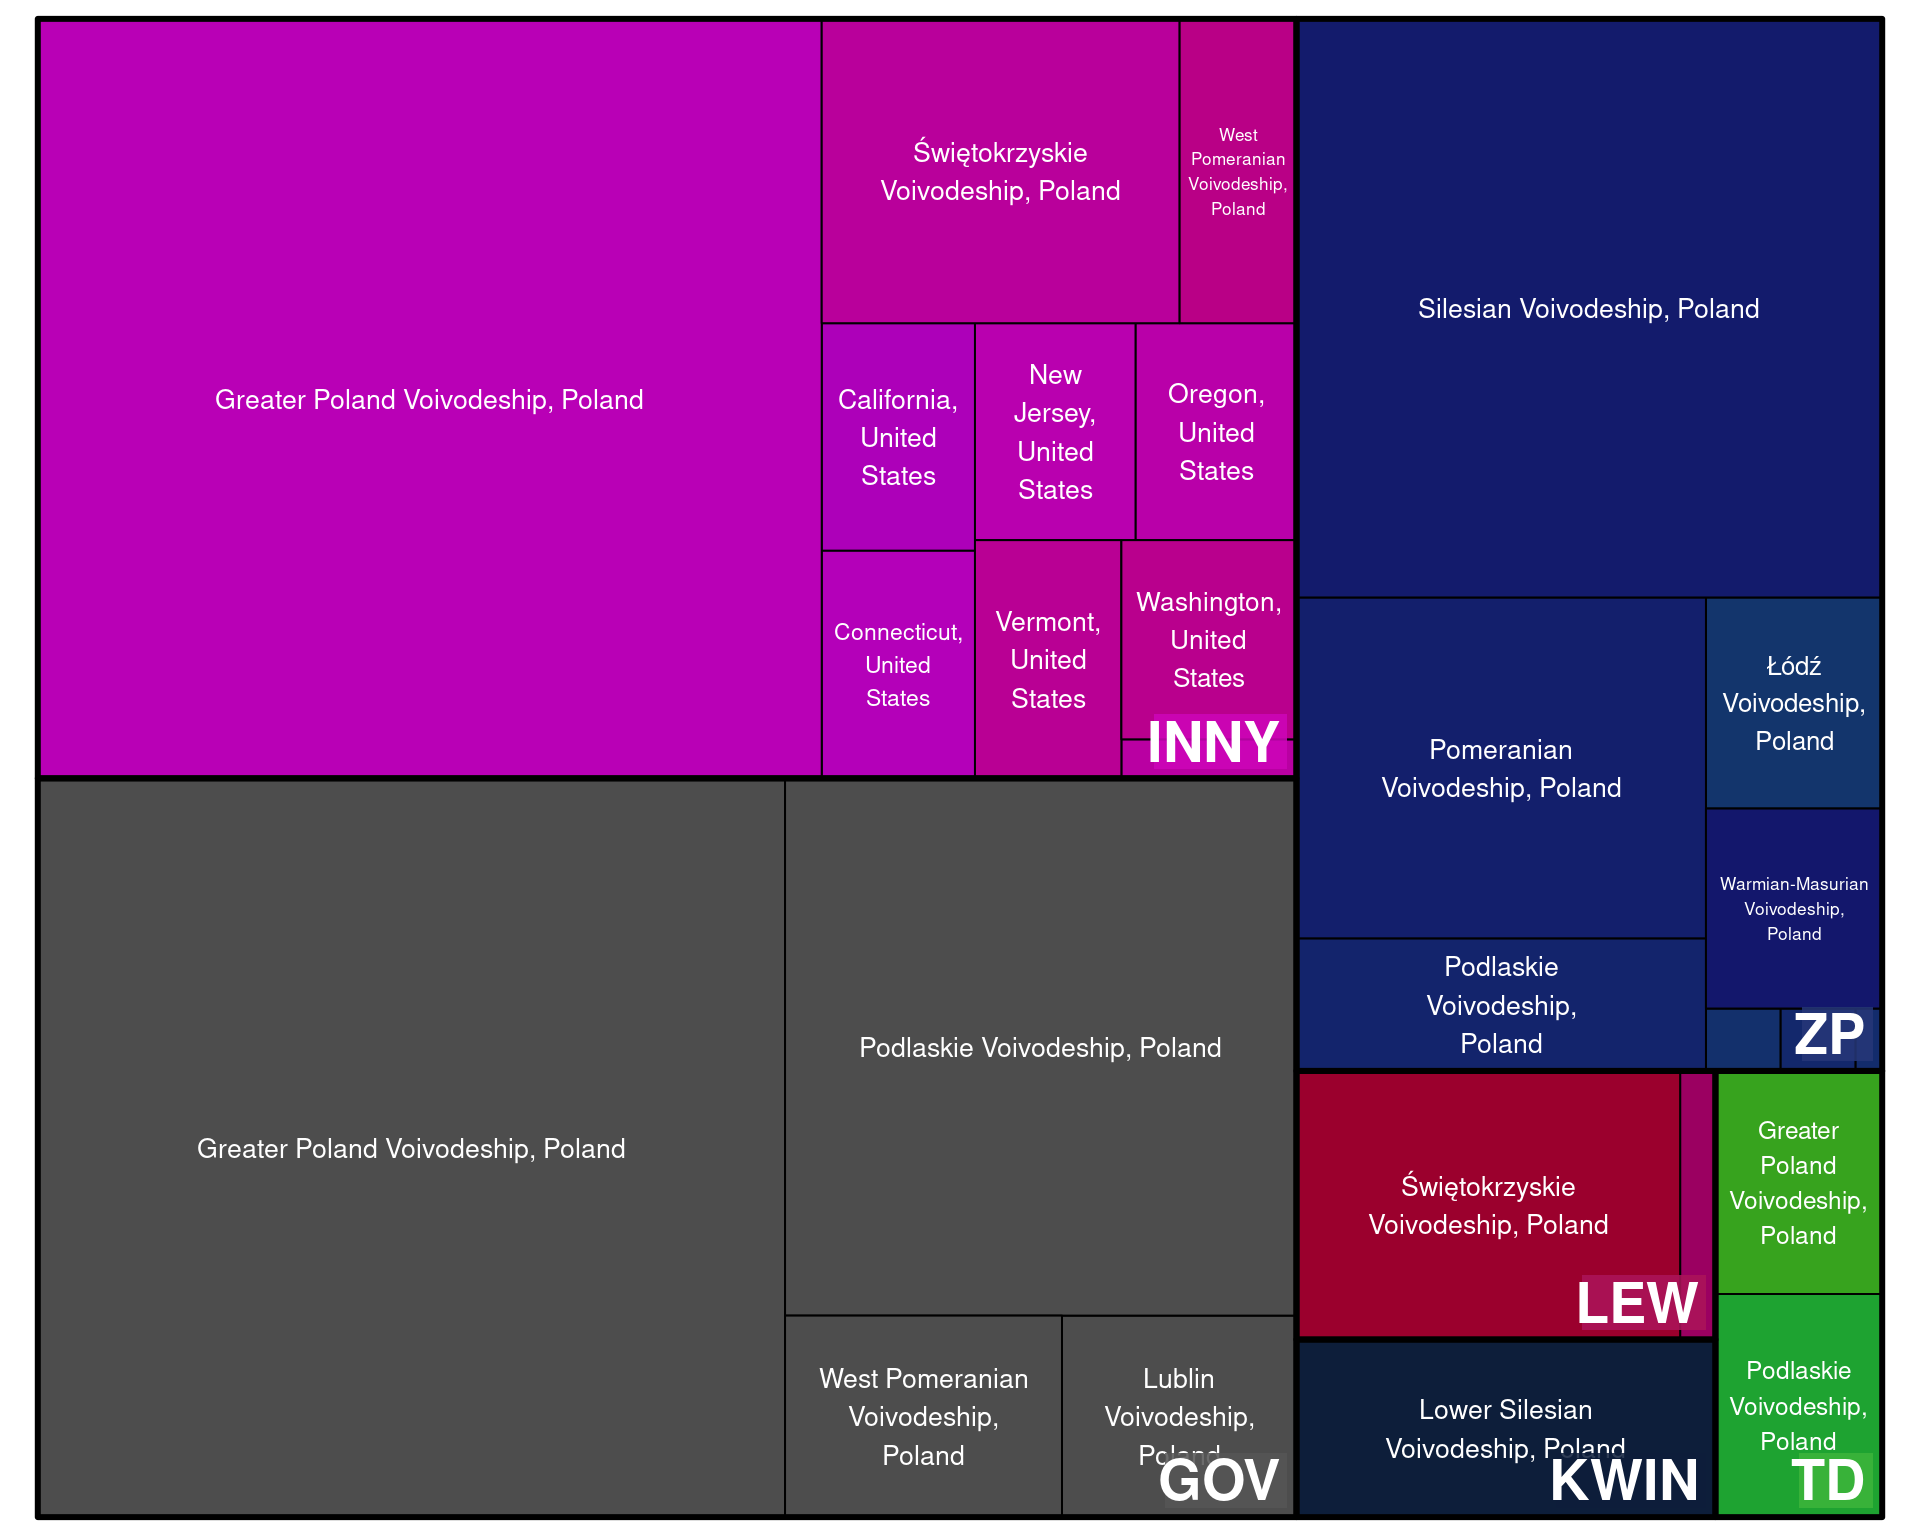 Greater Poland Voivodeship, Poland
Świętokrzyskie
Voivodeship, Poland
West
Pomeranian
Voivodeship,
Poland
California,
United
States
New
Jersey,
United
States
Oregon,
United
States
Connecticut,
United
States
Vermont,
United
States
Washington,
United
States
INNY
Greater Poland Voivodeship, Poland
Podlaskie Voivodeship, Poland
West Pomeranian
Voivodeship,
Poland
Lublin
Voivodeship,
Poland
GOV
Silesian Voivodeship, Poland
Pomeranian
Voivodeship, Poland
Łódź
Voivodeship,
Poland
Warmian-Masurian
Voivodeship,
Poland
Podlaskie
Voivodeship,
Poland
ZP
Świętokrzyskie
Voivodeship, Poland
LEW
Lower Silesian
Voivodeship, Poland
KWIN
Greater
Poland
Voivodeship,
Poland
Podlaskie
Voivodeship,
Poland
TD